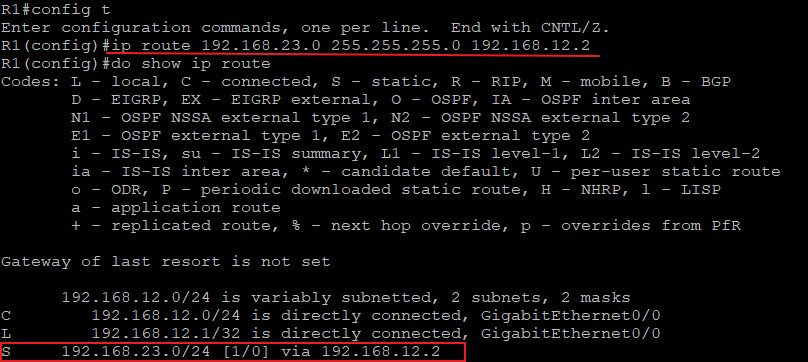 R1#config t
Enter configuration commands, one per line.  End with CNTL/Z.
R1(config)#ip route 192.168.23.0 255.255.255.0 192.168.12.2
R1(config)#do show ip route
Codes: L - local, C - connected, S - static, R - RIP, M - mobile, B - BGP
       D - EIGRP, EX - EIGRP external, O - OSPF, IA - OSPF inter area
       N1 - OSPF NSSA external type 1, N2 - OSPF NSSA external type 2
       E1 - OSPF external type 1, E2 - OSPF external type 2
       i - IS-IS, su - IS-IS summary, L1 - IS-IS level-1, L2 - IS-IS level-2
       ia - IS-IS inter area, * - candidate default, U - per-user static route
       o - ODR, P - periodic downloaded static route, H - NHRP, l - LISP
       a - application route
       + - replicated route, % - next hop override, p - overrides from PfR
Gateway of last resort is not set
      192.168.12.0/24 is variably subnetted, 2 subnets, 2 masks
C        192.168.12.0/24 is directly connected, GigabitEthernet0/0
L        192.168.12.1/32 is directly connected, GigabitEthernet0/0
S     192.168.23.0/24 [1/0] via 192.168.12.2